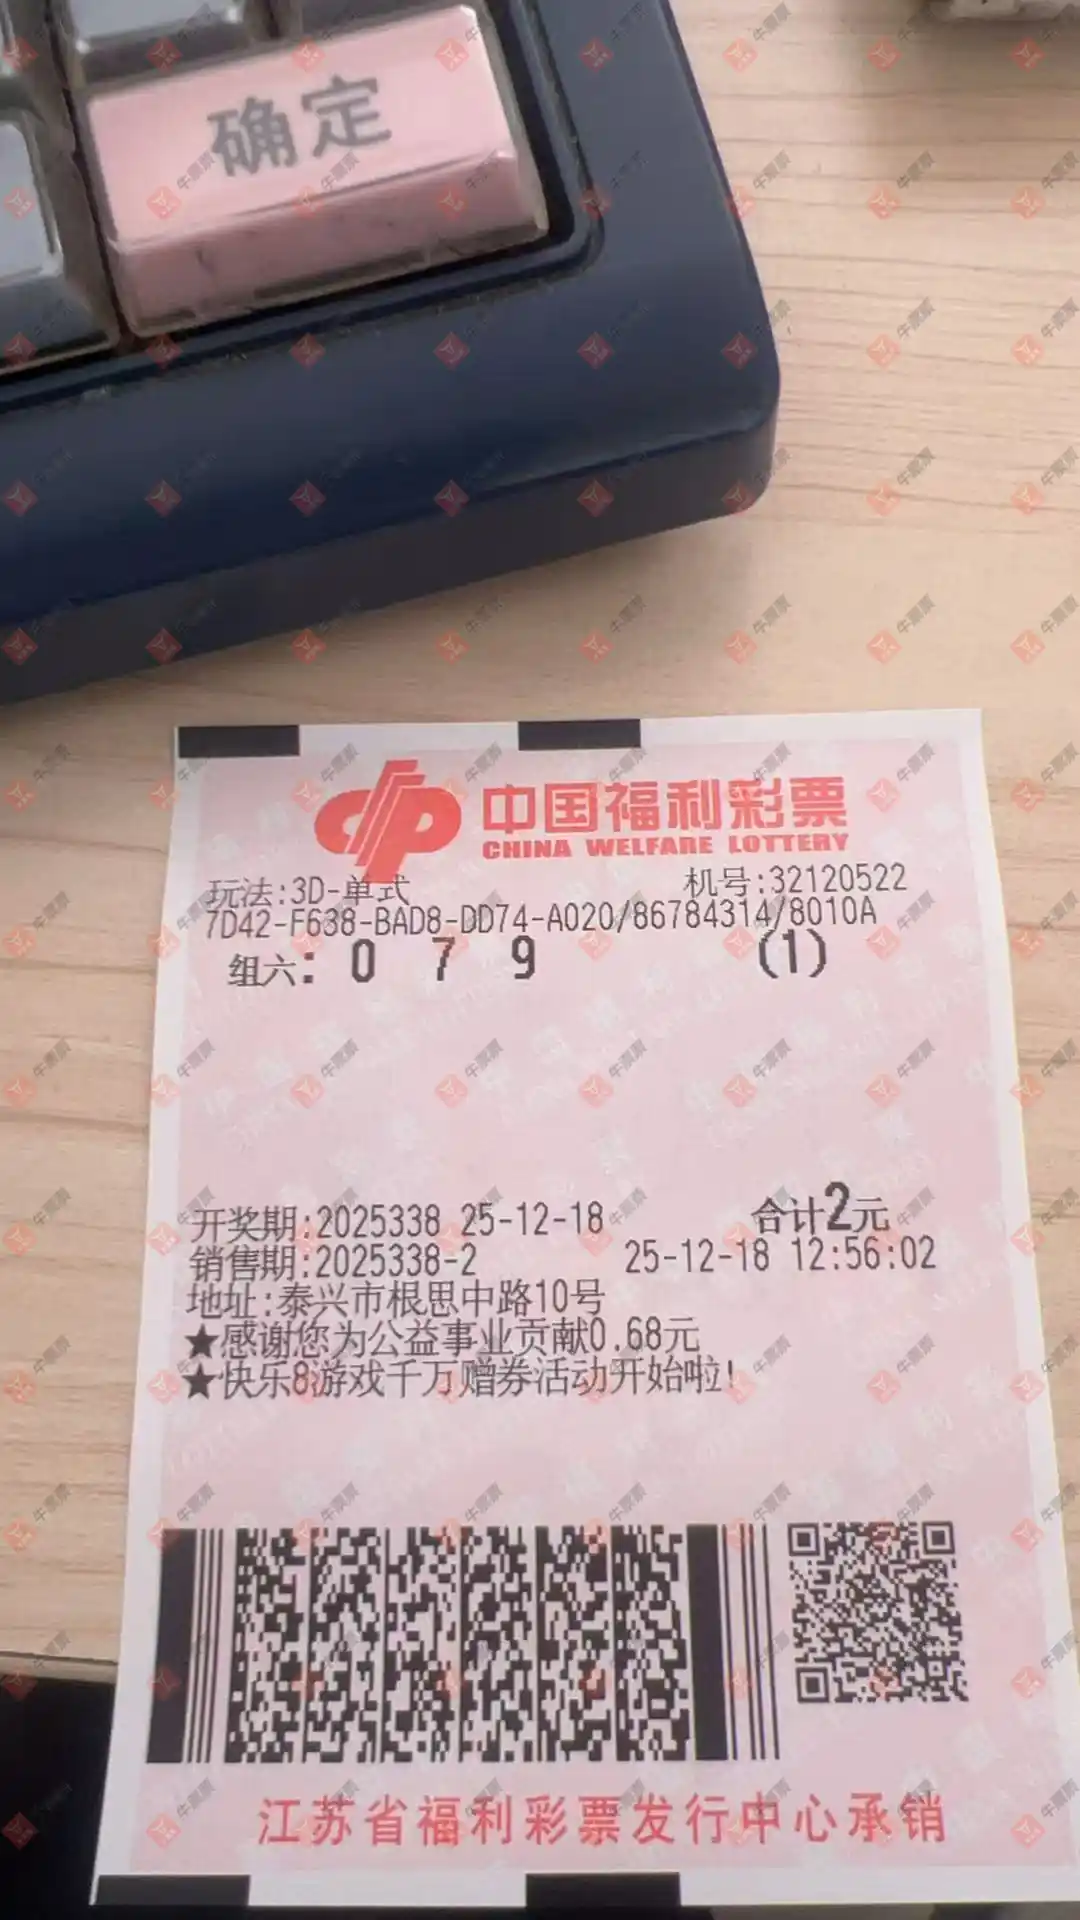 确定
中国福利彩票
CHINA WELFARE LOTTERY
玩法:3D-单式 机号:32120522
7D42-F638-BAD8-DD74-A020/86784314/8010A
组六: 0 7 9 (1)
开奖期:2025338 25-12-18 合计2元
销售期:2025338-2 25-12-18 12:56:02
地址:泰兴市根思中路10号
★感谢您为公益事业贡献0.68元
★快乐8游戏千万赠券活动开始啦!
江苏省福利彩票发行中心承销
牛票票